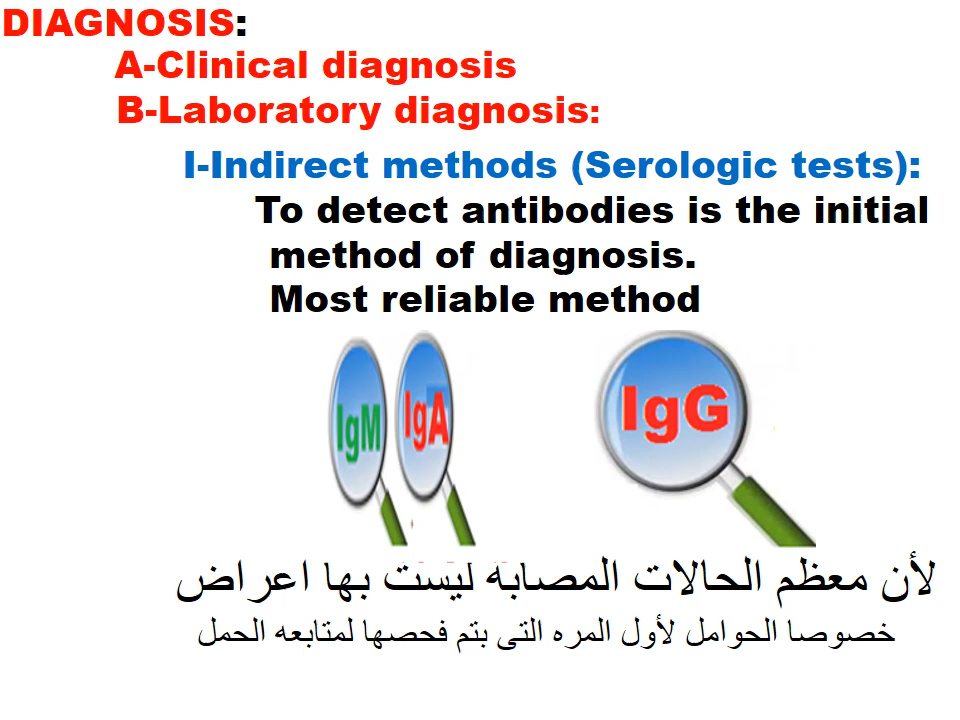 DIAGNOSIS:
A-Clinical diagnosis
B-Laboratory diagnosis:
I-Indirect methods (Serologic tests):
To detect antibodies is the initial
method of diagnosis.
Most reliable method
IgM IgA IgG
لأن معظم الحالات المصابه ليست بها اعراض
خصوصا الحوامل لأول المره التى بتم فحصها لمتابعه الحمل